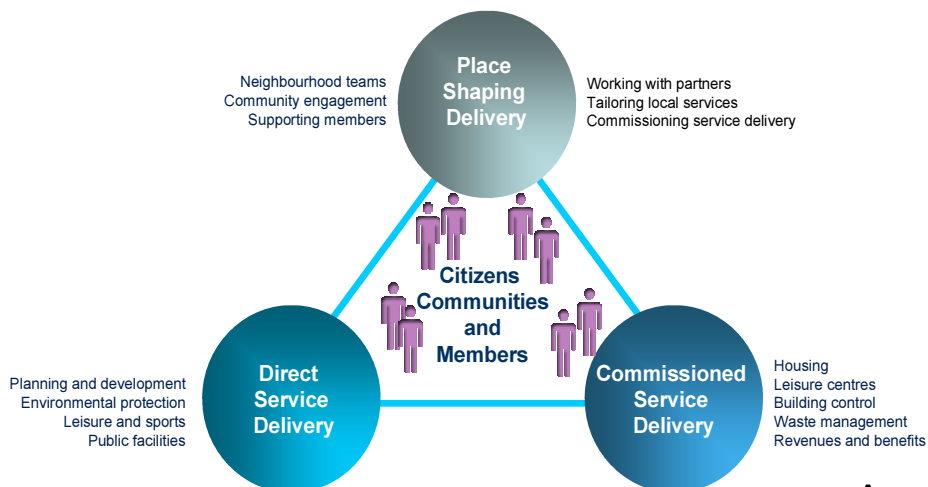 Place
Shaping
Delivery
Neighbourhood teams
Community engagement
Supporting members
Working with partners
Tailoring local services
Commissioning service delivery
Citizens
Communities
and
Members
Direct
Service
Delivery
Planning and development
Environmental protection
Leisure and sports
Public facilities
Commissioned
Service
Delivery
Housing
Leisure centres
Building control
Waste management
Revenues and benefits